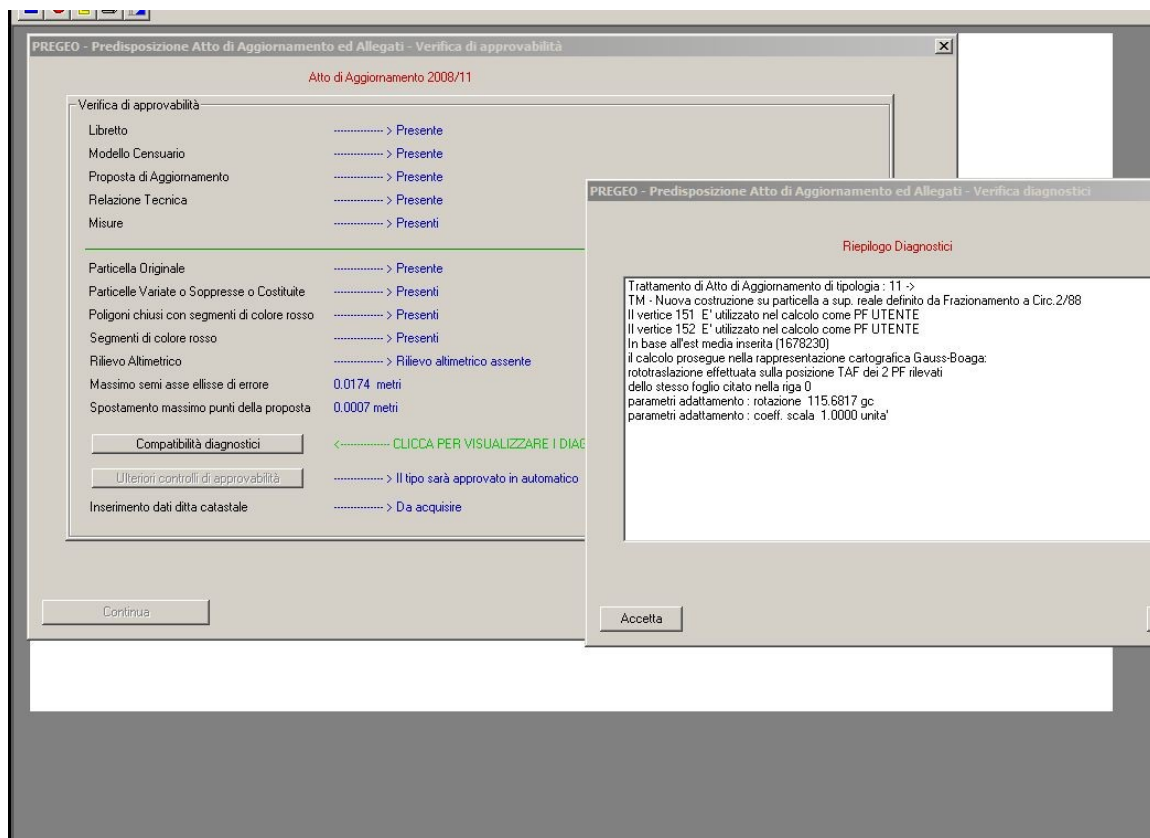 PREGEO - Predisposizione Atto di Aggiornamento ed Allegati - Verifica di approvabilità
Atto di Aggiornamento 2008/11
Verifica di approvabilità
Libretto -------------- > Presente
Modello Censuario -------------- > Presente
Proposta di Aggiornamento -------------- > Presente
Relazione Tecnica -------------- > Presente
Misure -------------- > Presenti
Particella Originale -------------- > Presente
Particelle Variate o Soppresse o Costituite -------------- > Presenti
Poligoni chiusi con segmenti di colore rosso -------------- > Presenti
Segmenti di colore rosso -------------- > Presenti
Rilievo Altimetrico -------------- > Rilievo altimetrico assente
Massimo semi asse ellisse di errore 0.0174 metri
Spostamento massimo punti della proposta 0.0007 metri
Compatibilità diagnostici <-------------- CLICCA PER VISUALIZZARE I DIAG
Ulteriori controlli di approvabilità -------------- > Il tipo sarà approvato in automatico
Inserimento dati ditta catastale -------------- > Da acquisire
Continua
PREGEO - Predisposizione Atto di Aggiornamento ed Allegati - Verifica diagnostici
Riepilogo Diagnostici
Trattamento di Atto di Aggiornamento di tipologia : 11 ->
TM - Nuova costruzione su particella a sup. reale definito da Frazionamento a Circ.2/88
Il vertice 151 E' utilizzato nel calcolo come PF UTENTE
Il vertice 152 E' utilizzato nel calcolo come PF UTENTE
In base all'est media inserita (1678230)
il calcolo prosegue nella rappresentazione cartografica Gauss-Boaga:
rototraslazione effettuata sulla posizione TAF dei 2 PF rilevati
dello stesso foglio citato nella riga 0
parametri adattamento : rotazione 115.6817 gc
parametri adattamento : coeff. scala 1.0000 unita'
Accetta